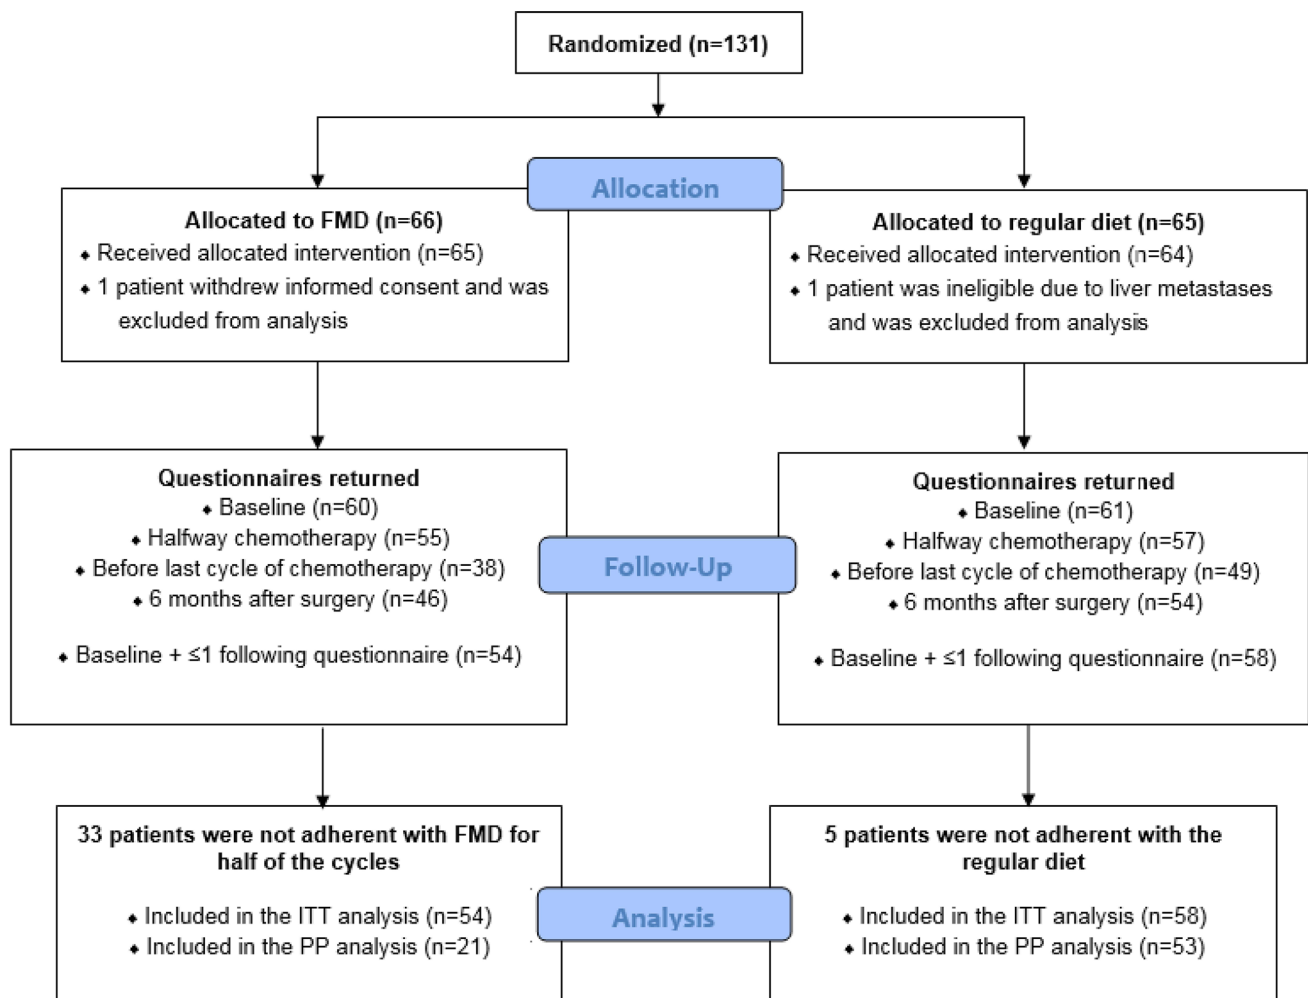 Randomized (n=131)
Allocation
Allocated to FMD (n=66)
⬥ Received allocated intervention (n=65)
⬥ 1 patient withdrew informed consent and was
excluded from analysis
Allocated to regular diet (n=65)
⬥ Received allocated intervention (n=64)
⬥ 1 patient was ineligible due to liver metastases
and was excluded from analysis
Questionnaires returned
⬥ Baseline (n=60)
⬥ Halfway chemotherapy (n=55)
⬥ Before last cycle of chemotherapy (n=38)
⬥ 6 months after surgery (n=46)
⬥ Baseline + ≤1 following questionnaire (n=54)
Follow-Up
Questionnaires returned
⬥ Baseline (n=61)
⬥ Halfway chemotherapy (n=57)
⬥ Before last cycle of chemotherapy (n=49)
⬥ 6 months after surgery (n=54)
⬥ Baseline + ≤1 following questionnaire (n=58)
33 patients were not adherent with FMD for
half of the cycles
⬥ Included in the ITT analysis (n=54)
⬥ Included in the PP analysis (n=21)
Analysis
5 patients were not adherent with the
regular diet
⬥ Included in the ITT analysis (n=58)
⬥ Included in the PP analysis (n=53)